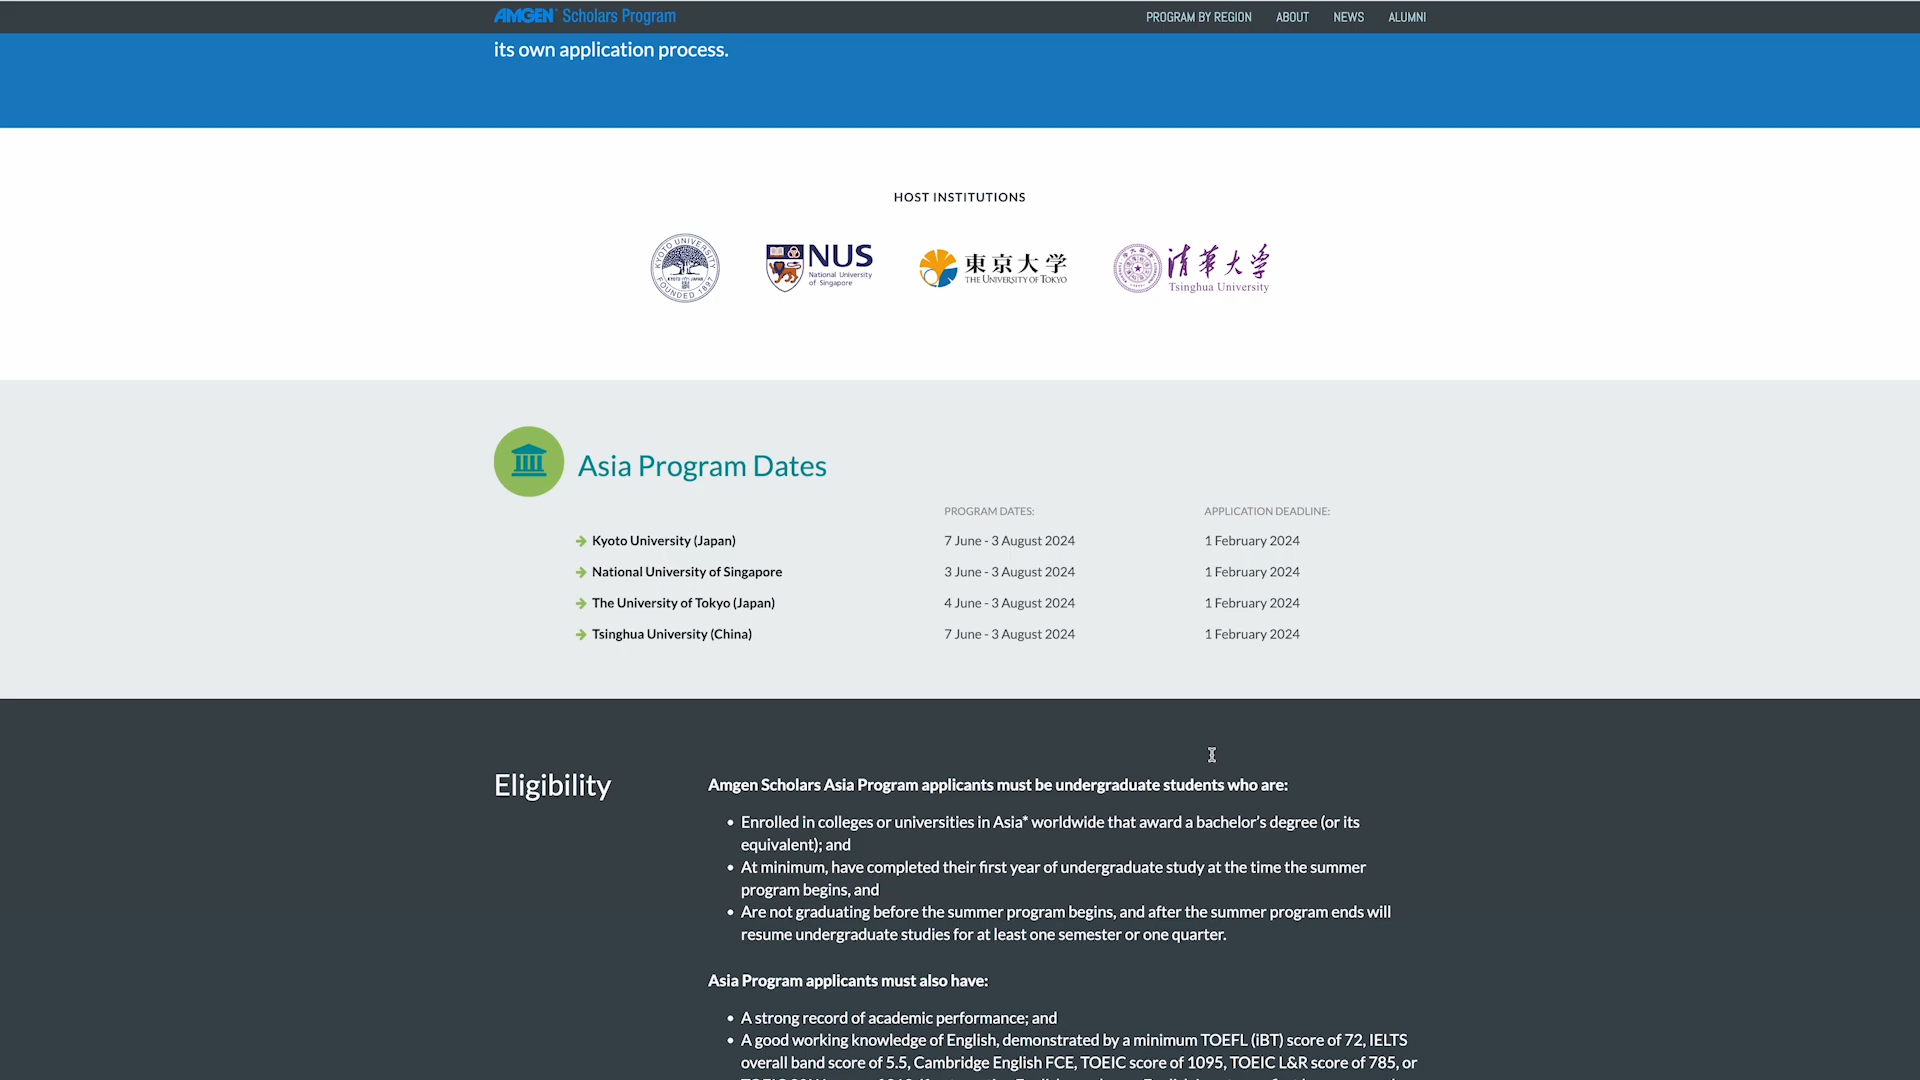 AMGEN Scholars Program
PROGRAM BY REGION
ABOUT
NEWS
ALUMNI
its own application process.
HOST INSTITUTIONS
KYOTO UNIVERSITY
KYOTO JAPAN
FOUNDED 1897
NUS
National University
of Singapore
東京大学
THE UNIVERSITY OF TOKYO
清華大学
Tsinghua University
Asia Program Dates
PROGRAM DATES:
APPLICATION DEADLINE:
Kyoto University (Japan)
7 June - 3 August 2024
1 February 2024
National University of Singapore
3 June - 3 August 2024
1 February 2024
The University of Tokyo (Japan)
4 June - 3 August 2024
1 February 2024
Tsinghua University (China)
7 June - 3 August 2024
1 February 2024
Eligibility
Amgen Scholars Asia Program applicants must be undergraduate students who are:
• Enrolled in colleges or universities in Asia* worldwide that award a bachelor's degree (or its
equivalent); and
• At minimum, have completed their first year of undergraduate study at the time the summer
program begins, and
• Are not graduating before the summer program begins, and after the summer program ends will
resume undergraduate studies for at least one semester or one quarter.
Asia Program applicants must also have:
• A strong record of academic performance; and
• A good working knowledge of English, demonstrated by a minimum TOEFL (iBT) score of 72, IELTS
overall band score of 5.5, Cambridge English FCE, TOEIC score of 1095, TOEIC L&R score of 785, or